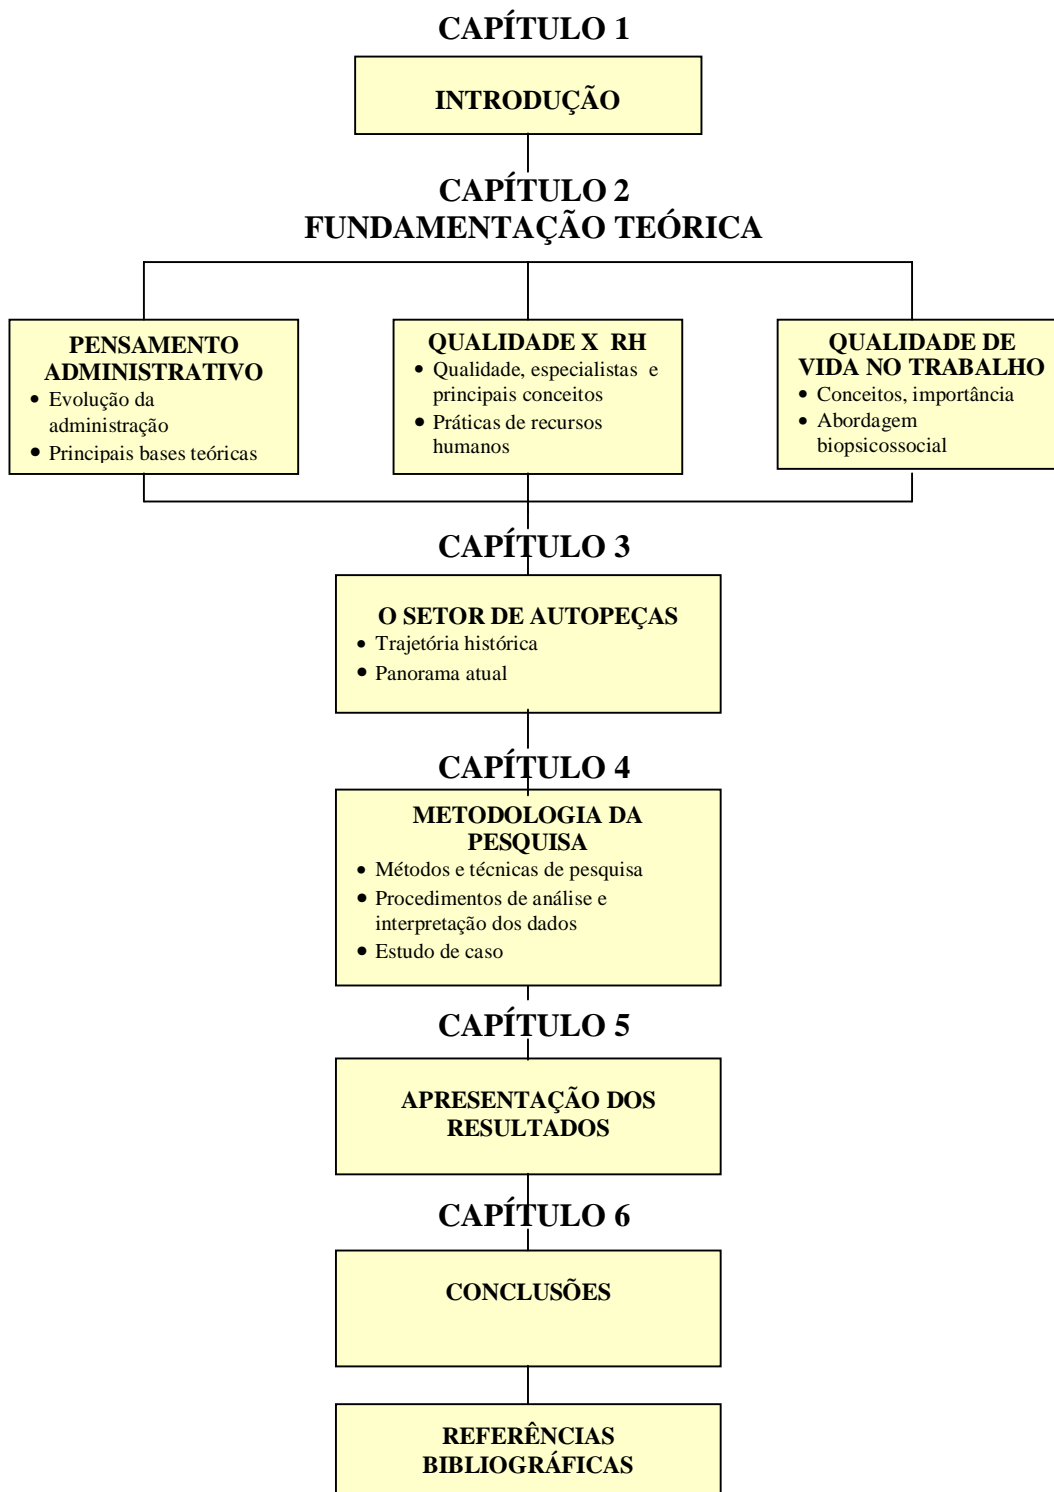 CAPÍTULO 1
INTRODUÇÃO
CAPÍTULO 2
FUNDAMENTAÇÃO TEÓRICA
PENSAMENTO
ADMINISTRATIVO
• Evolução da
administração
• Principais bases teóricas
QUALIDADE X RH
• Qualidade, especialistas e
principais conceitos
• Práticas de recursos
humanos
QUALIDADE DE
VIDA NO TRABALHO
• Conceitos, importância
• Abordagem
biopsicossocial
CAPÍTULO 3
O SETOR DE AUTOPEÇAS
• Trajetória histórica
• Panorama atual
CAPÍTULO 4
METODOLOGIA DA
PESQUISA
• Métodos e técnicas de pesquisa
• Procedimentos de análise e
interpretação dos dados
• Estudo de caso
CAPÍTULO 5
APRESENTAÇÃO DOS
RESULTADOS
CAPÍTULO 6
CONCLUSÕES
REFERÊNCIAS
BIBLIOGRÁFICAS